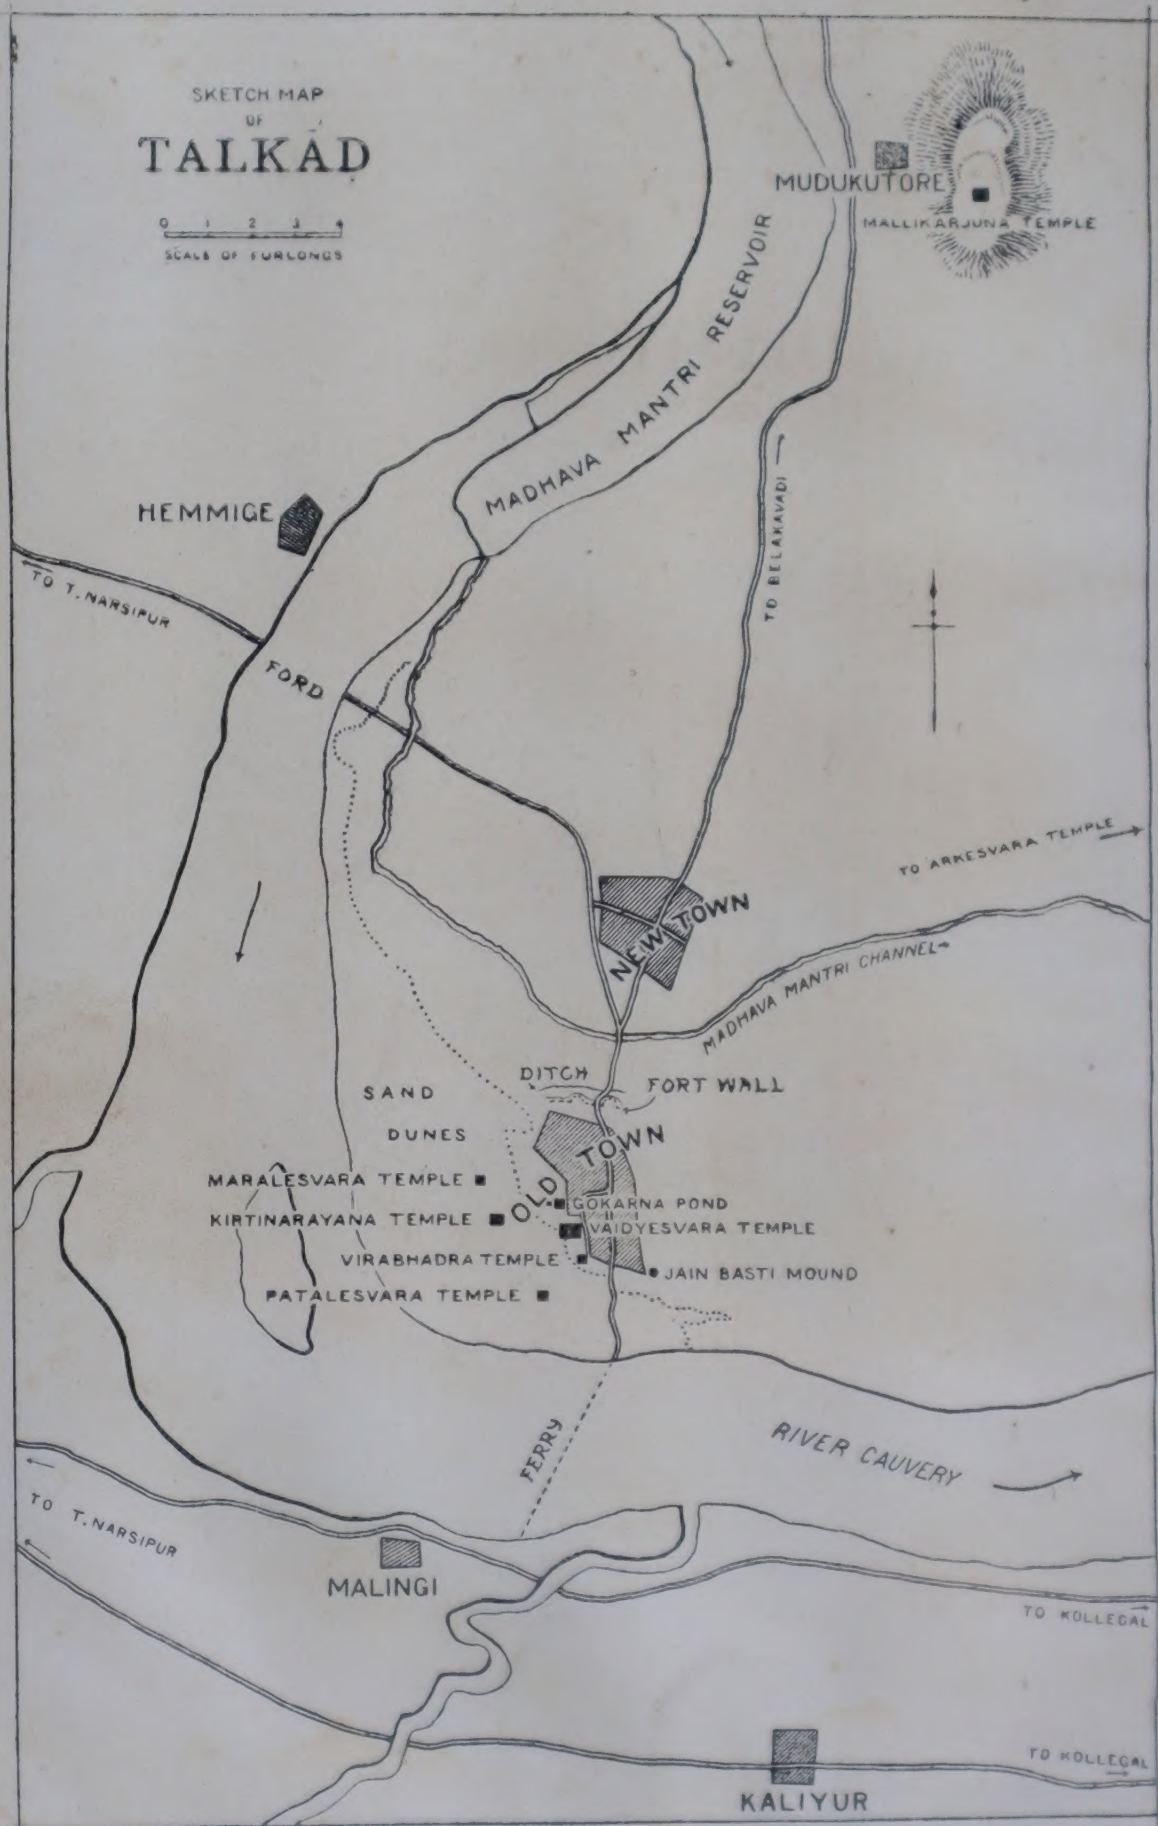 SKETCH MAP
OF
TALKĀD
0 1 2 3 4
SCALE OF FURLONGS
MUDUKUTORE
MALLIKARJUNA TEMPLE
MADHAVA MANTRI RESERVOIR
HEMMIGE
TO T. NARSIPUR
FORD
TO BELAKAVADI
TO ARKESVARA TEMPLE
NEW TOWN
MADHAVA MANTRI CHANNEL
DITCH
FORT WALL
SAND
DUNES
OLD TOWN
MARALESVARA TEMPLE
GOKARNA POND
KIRTINARAYANA TEMPLE
VAIDYESVARA TEMPLE
VIRABHADRA TEMPLE
JAIN BASTI MOUND
PATALESVARA TEMPLE
FERRY
RIVER CAUVERY
TO T. NARSIPUR
MALINGI
TO KOLLEGAL
TO KOLLEGAL
KALIYUR